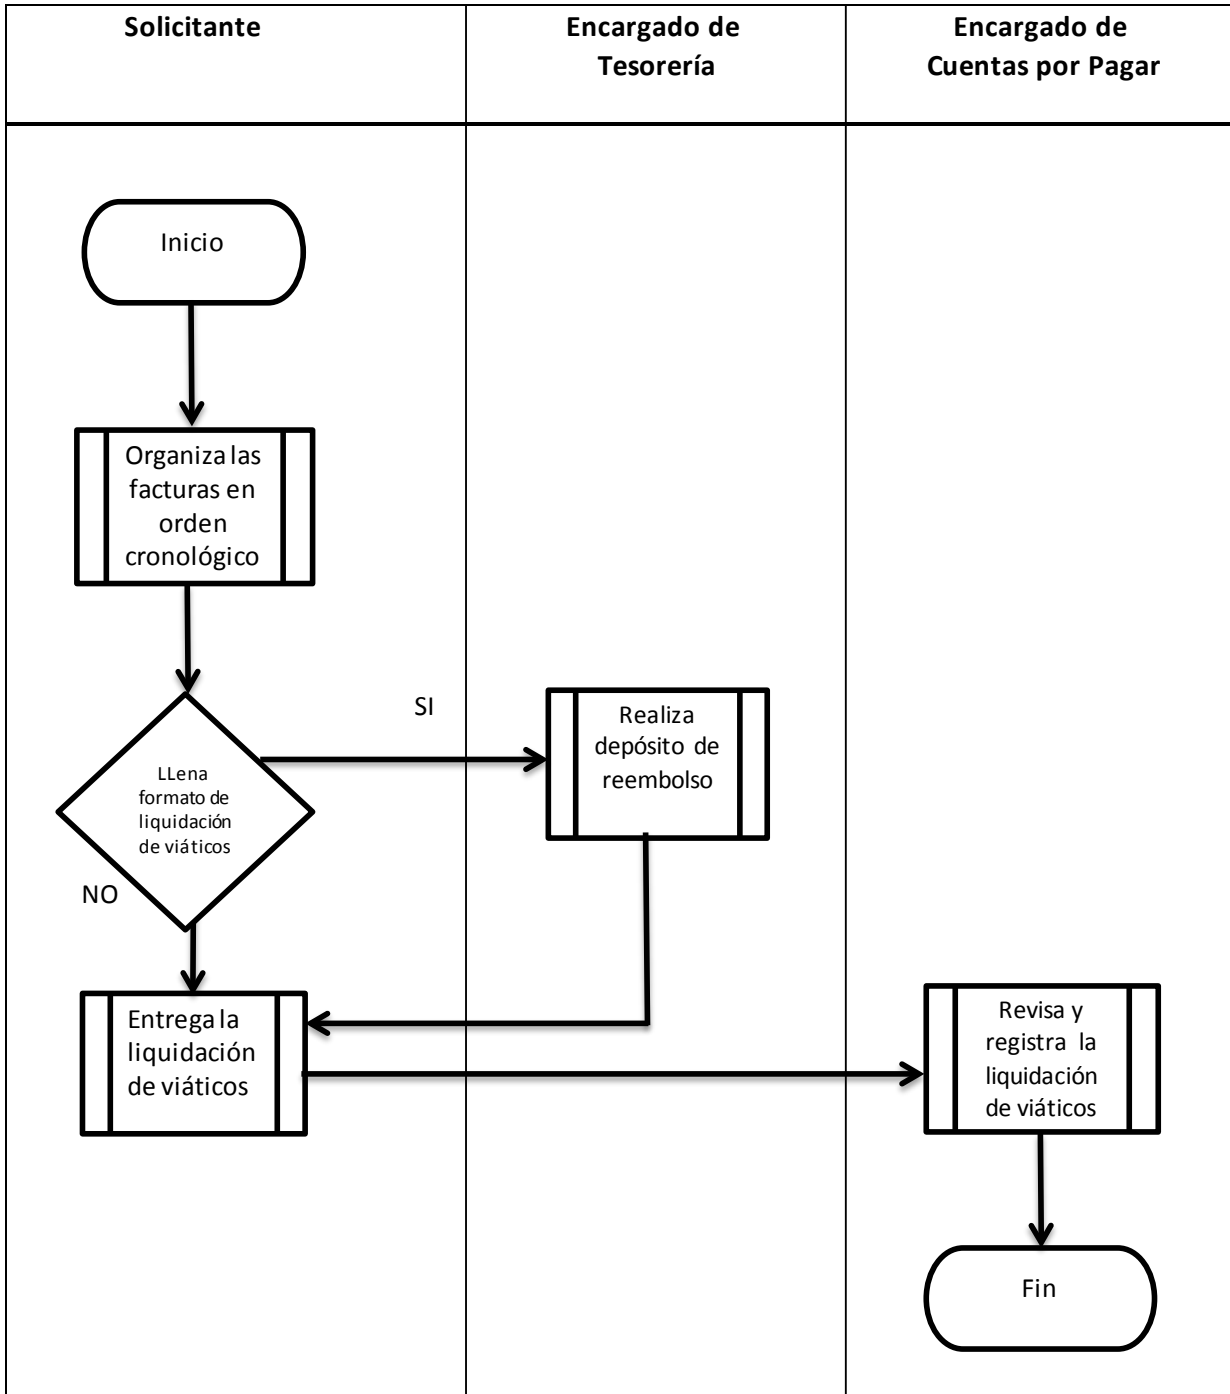 Solicitante
Encargado de
Tesorería
Encargado de
Cuentas por Pagar
Inicio
Organiza las
facturas en
orden
cronológico
SI
Realiza
depósito de
reembolso
LLena
formato de
liquidación
de viáticos
NO
Entrega la
liquidación
de viáticos
Revisa y
registra la
liquidación
de viáticos
Fin